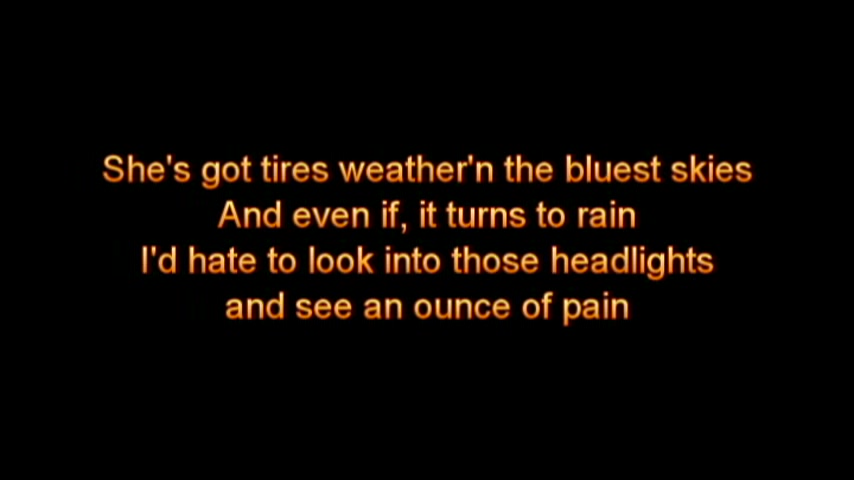 She's got tires weather'n the bluest skies
And even if, it turns to rain
I'd hate to look into those headlights
and see an ounce of pain